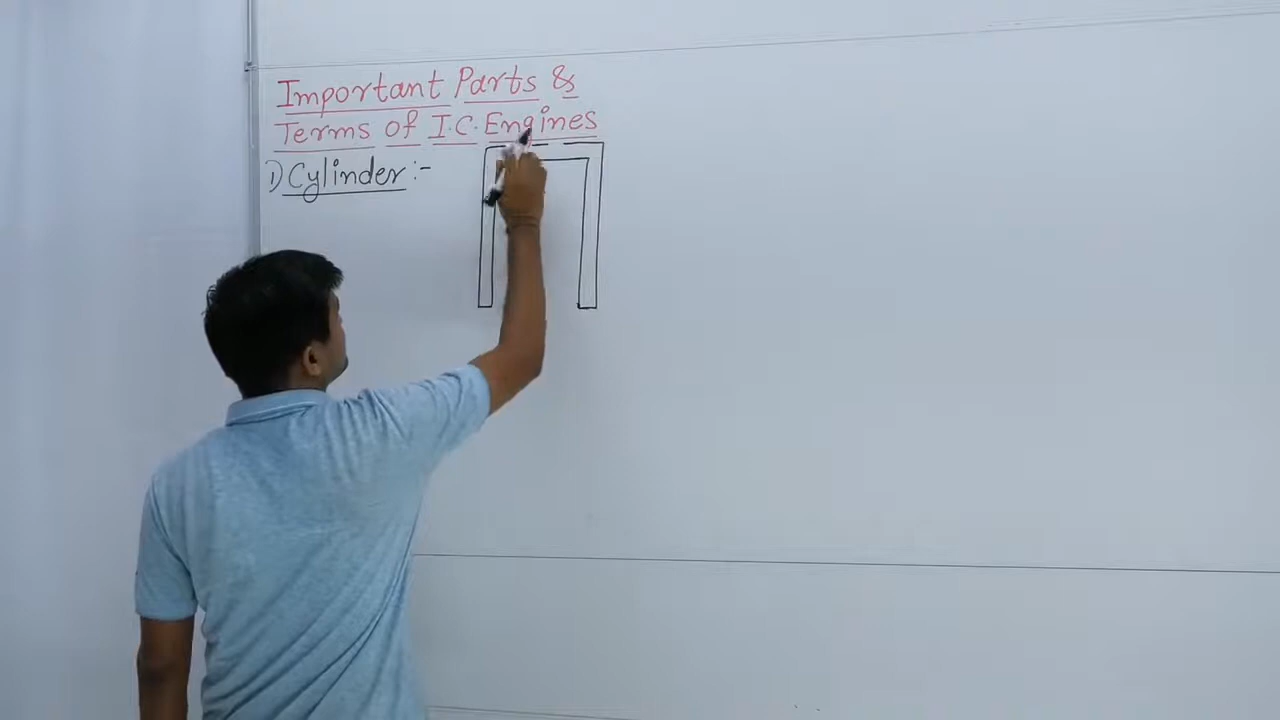 Important Parts &
Terms of I.C. Engines
1) Cylinder :-